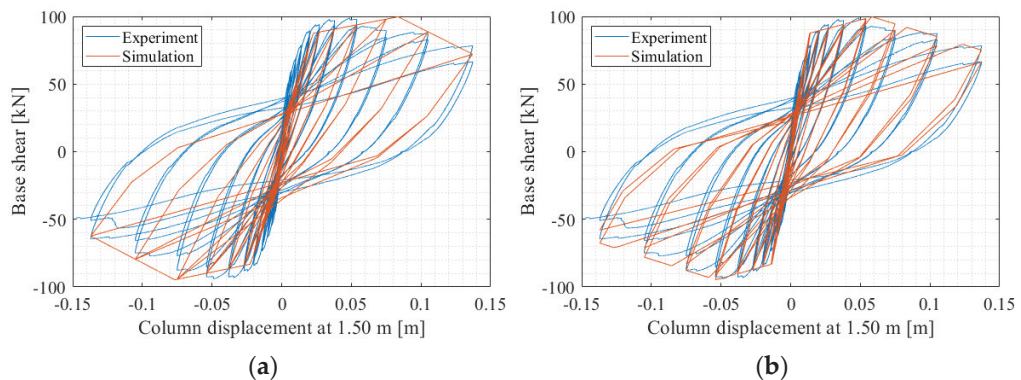 100
50
0
-50
-100
Base shear [kN]
Experiment
Simulation
-0.15
-0.1
-0.05
0
0.05
0.1
0.15
Column displacement at 1.50 m [m]
(a)
100
50
0
-50
-100
Base shear [kN]
Experiment
Simulation
-0.15
-0.1
-0.05
0
0.05
0.1
0.15
Column displacement at 1.50 m [m]
(b)